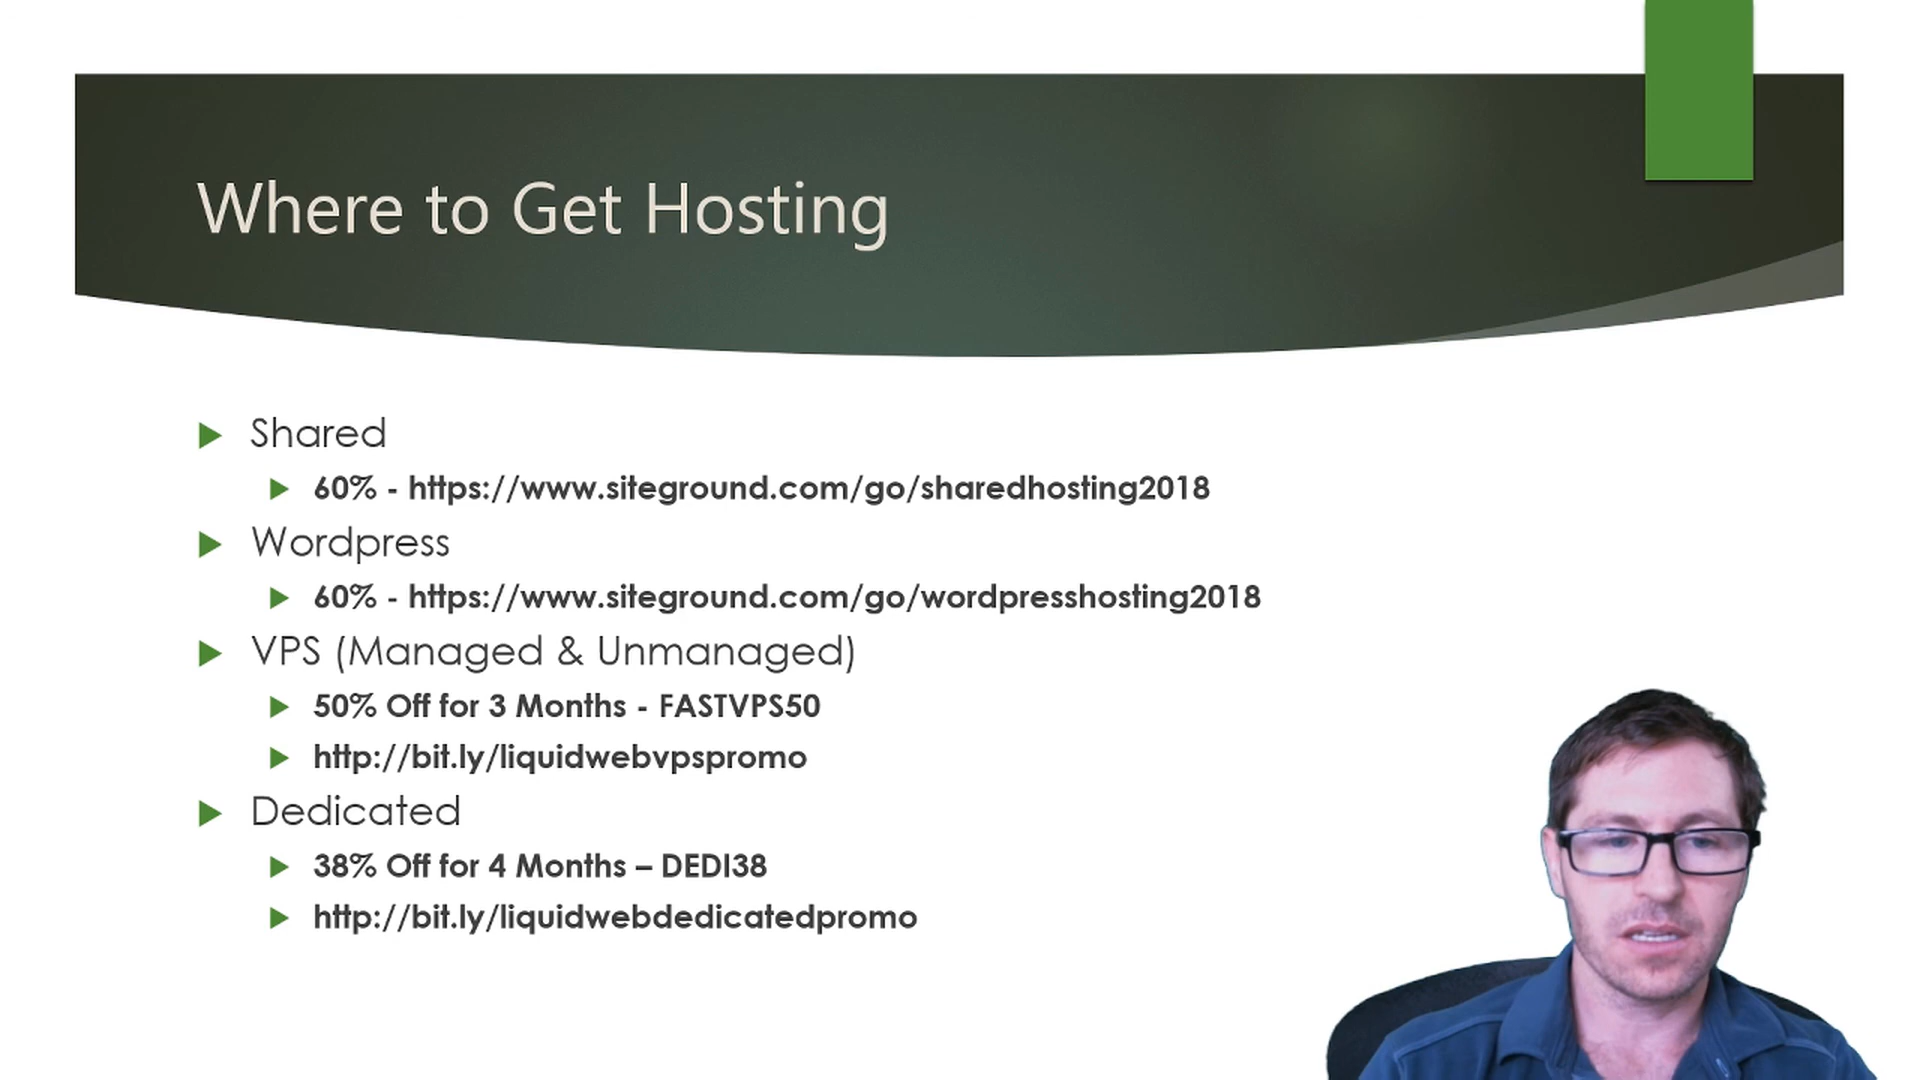 Where to Get Hosting
Shared
60% - https://www.siteground.com/go/sharedhosting2018
Wordpress
60% - https://www.siteground.com/go/wordpresshosting2018
VPS (Managed & Unmanaged)
50% Off for 3 Months - FASTVPS50
http://bit.ly/liquidwebvpspromo
Dedicated
38% Off for 4 Months – DEDI38
http://bit.ly/liquidwebdedicatedpromo